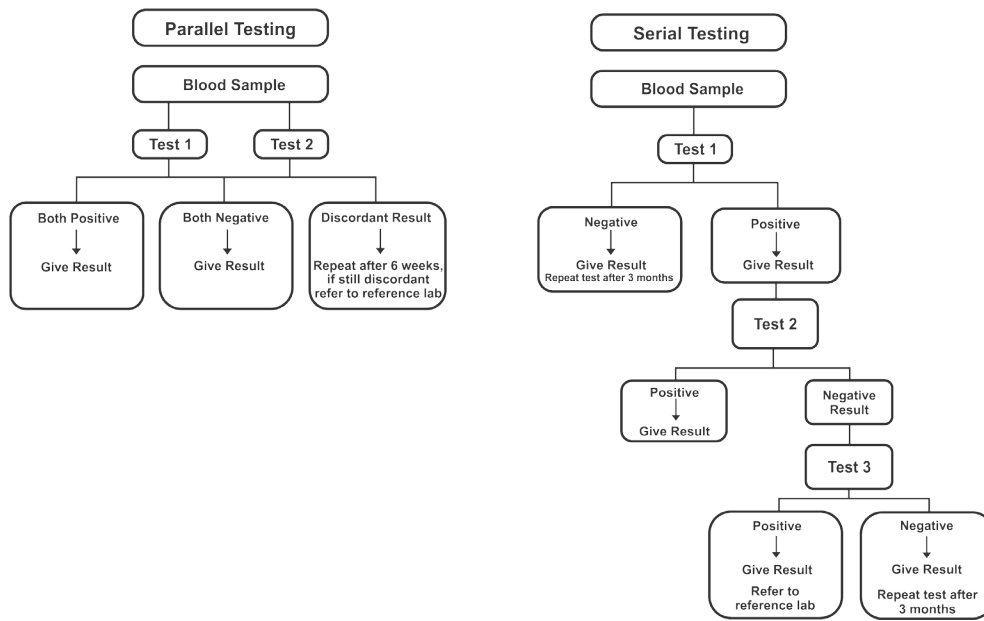 Parallel Testing
Blood Sample
Test 1
Test 2
Both Positive
Give Result
Both Negative
Give Result
Discordant Result
Repeat after 6 weeks,
if still discordant
refer to reference lab
Serial Testing
Blood Sample
Test 1
Negative
Give Result
Repeat test after 3 months
Positive
Give Result
Test 2
Positive
Give Result
Negative
Result
Test 3
Positive
Give Result
Refer to
reference lab
Negative
Give Result
Repeat test after
3 months